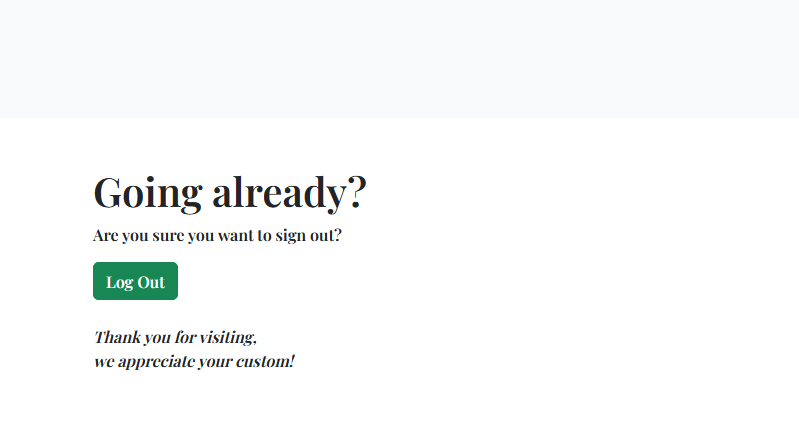 Going already?
Are you sure you want to sign out?
Log Out
Thank you for visiting,
we appreciate your custom!